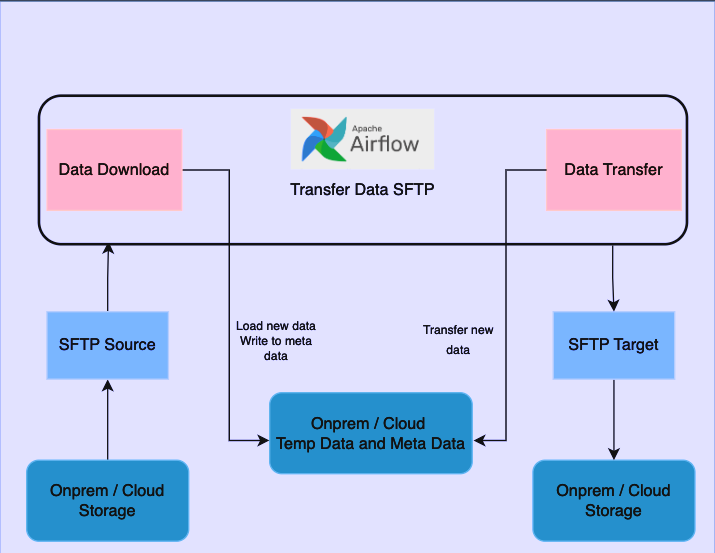 Apache
Airflow
Data Download
Transfer Data SFTP
Data Transfer
SFTP Source
Load new data
Write to meta
data
Transfer new
data
SFTP Target
Onprem / Cloud
Temp Data and Meta Data
Onprem / Cloud
Storage
Onprem / Cloud
Storage